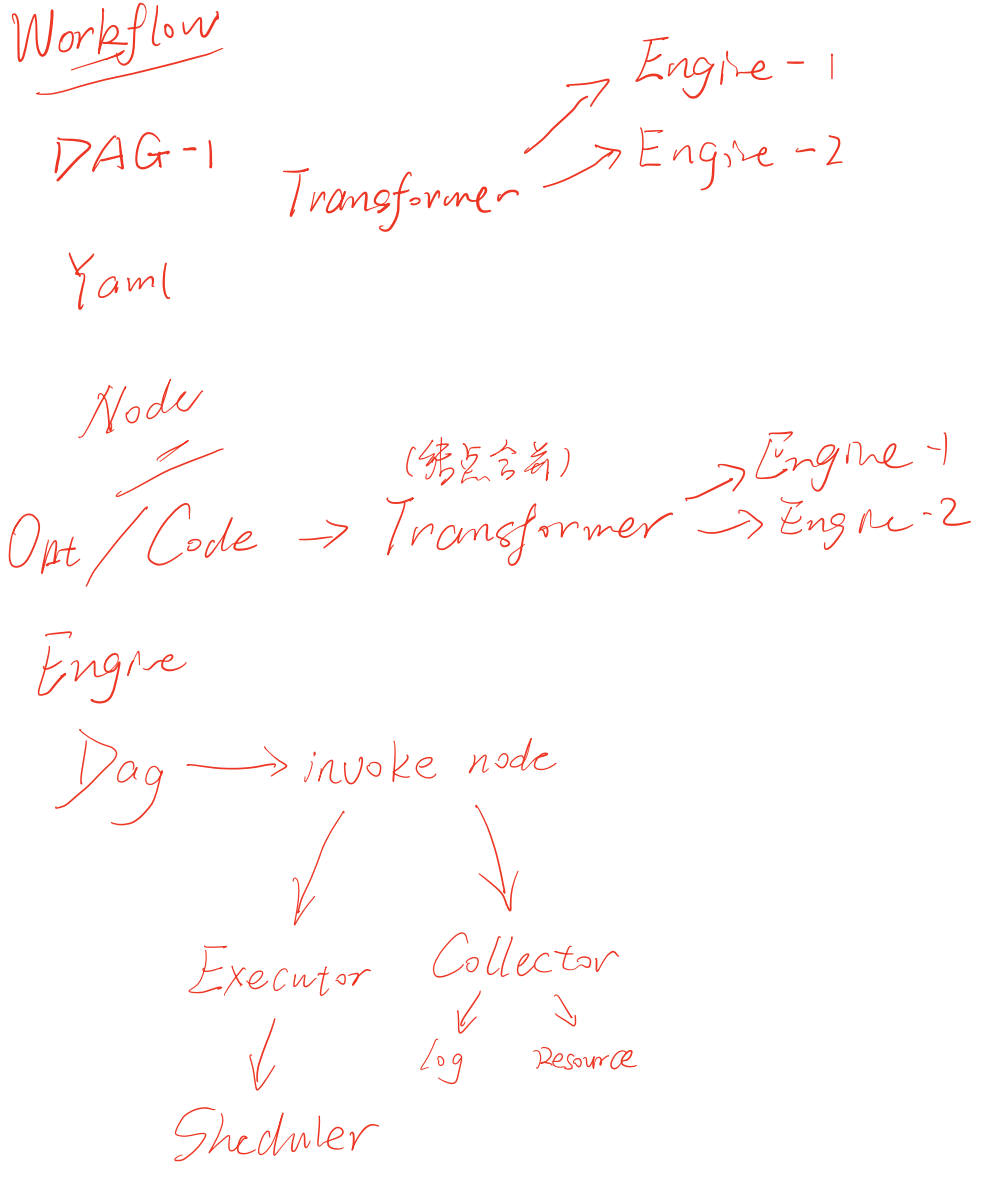 Workflow
Engine-1
DAG-1
Engine-2
Transformer
Yaml
Node
(结点合并)
Engine-1
Opt/Code → Transformer
Engine-2
Engine
Dag → invoke node
Executor
Collector
Log
Resource
Sheduler